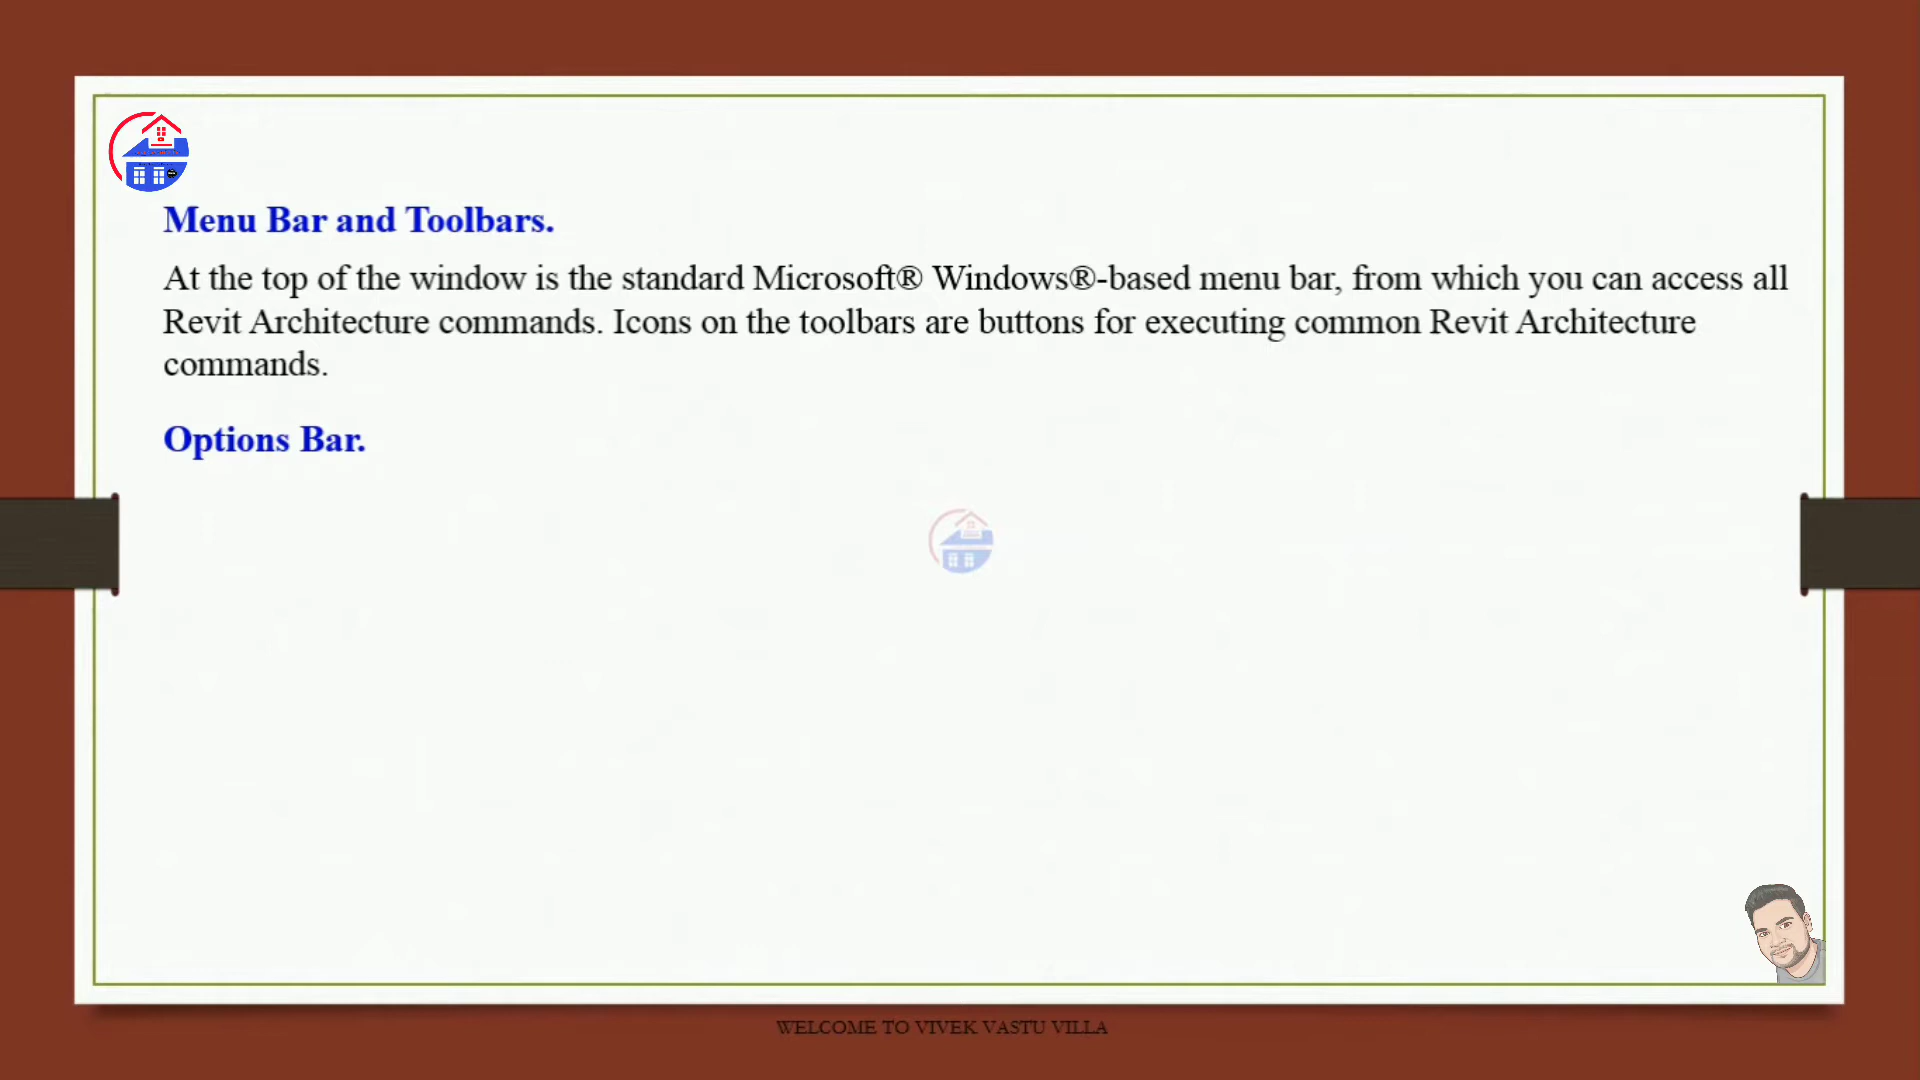 Menu Bar and Toolbars.
At the top of the window is the standard Microsoft® Windows®-based menu bar, from which you can access all
Revit Architecture commands. Icons on the toolbars are buttons for executing common Revit Architecture
commands.
Options Bar.
WELCOME TO VIVEK VASTU VILLA